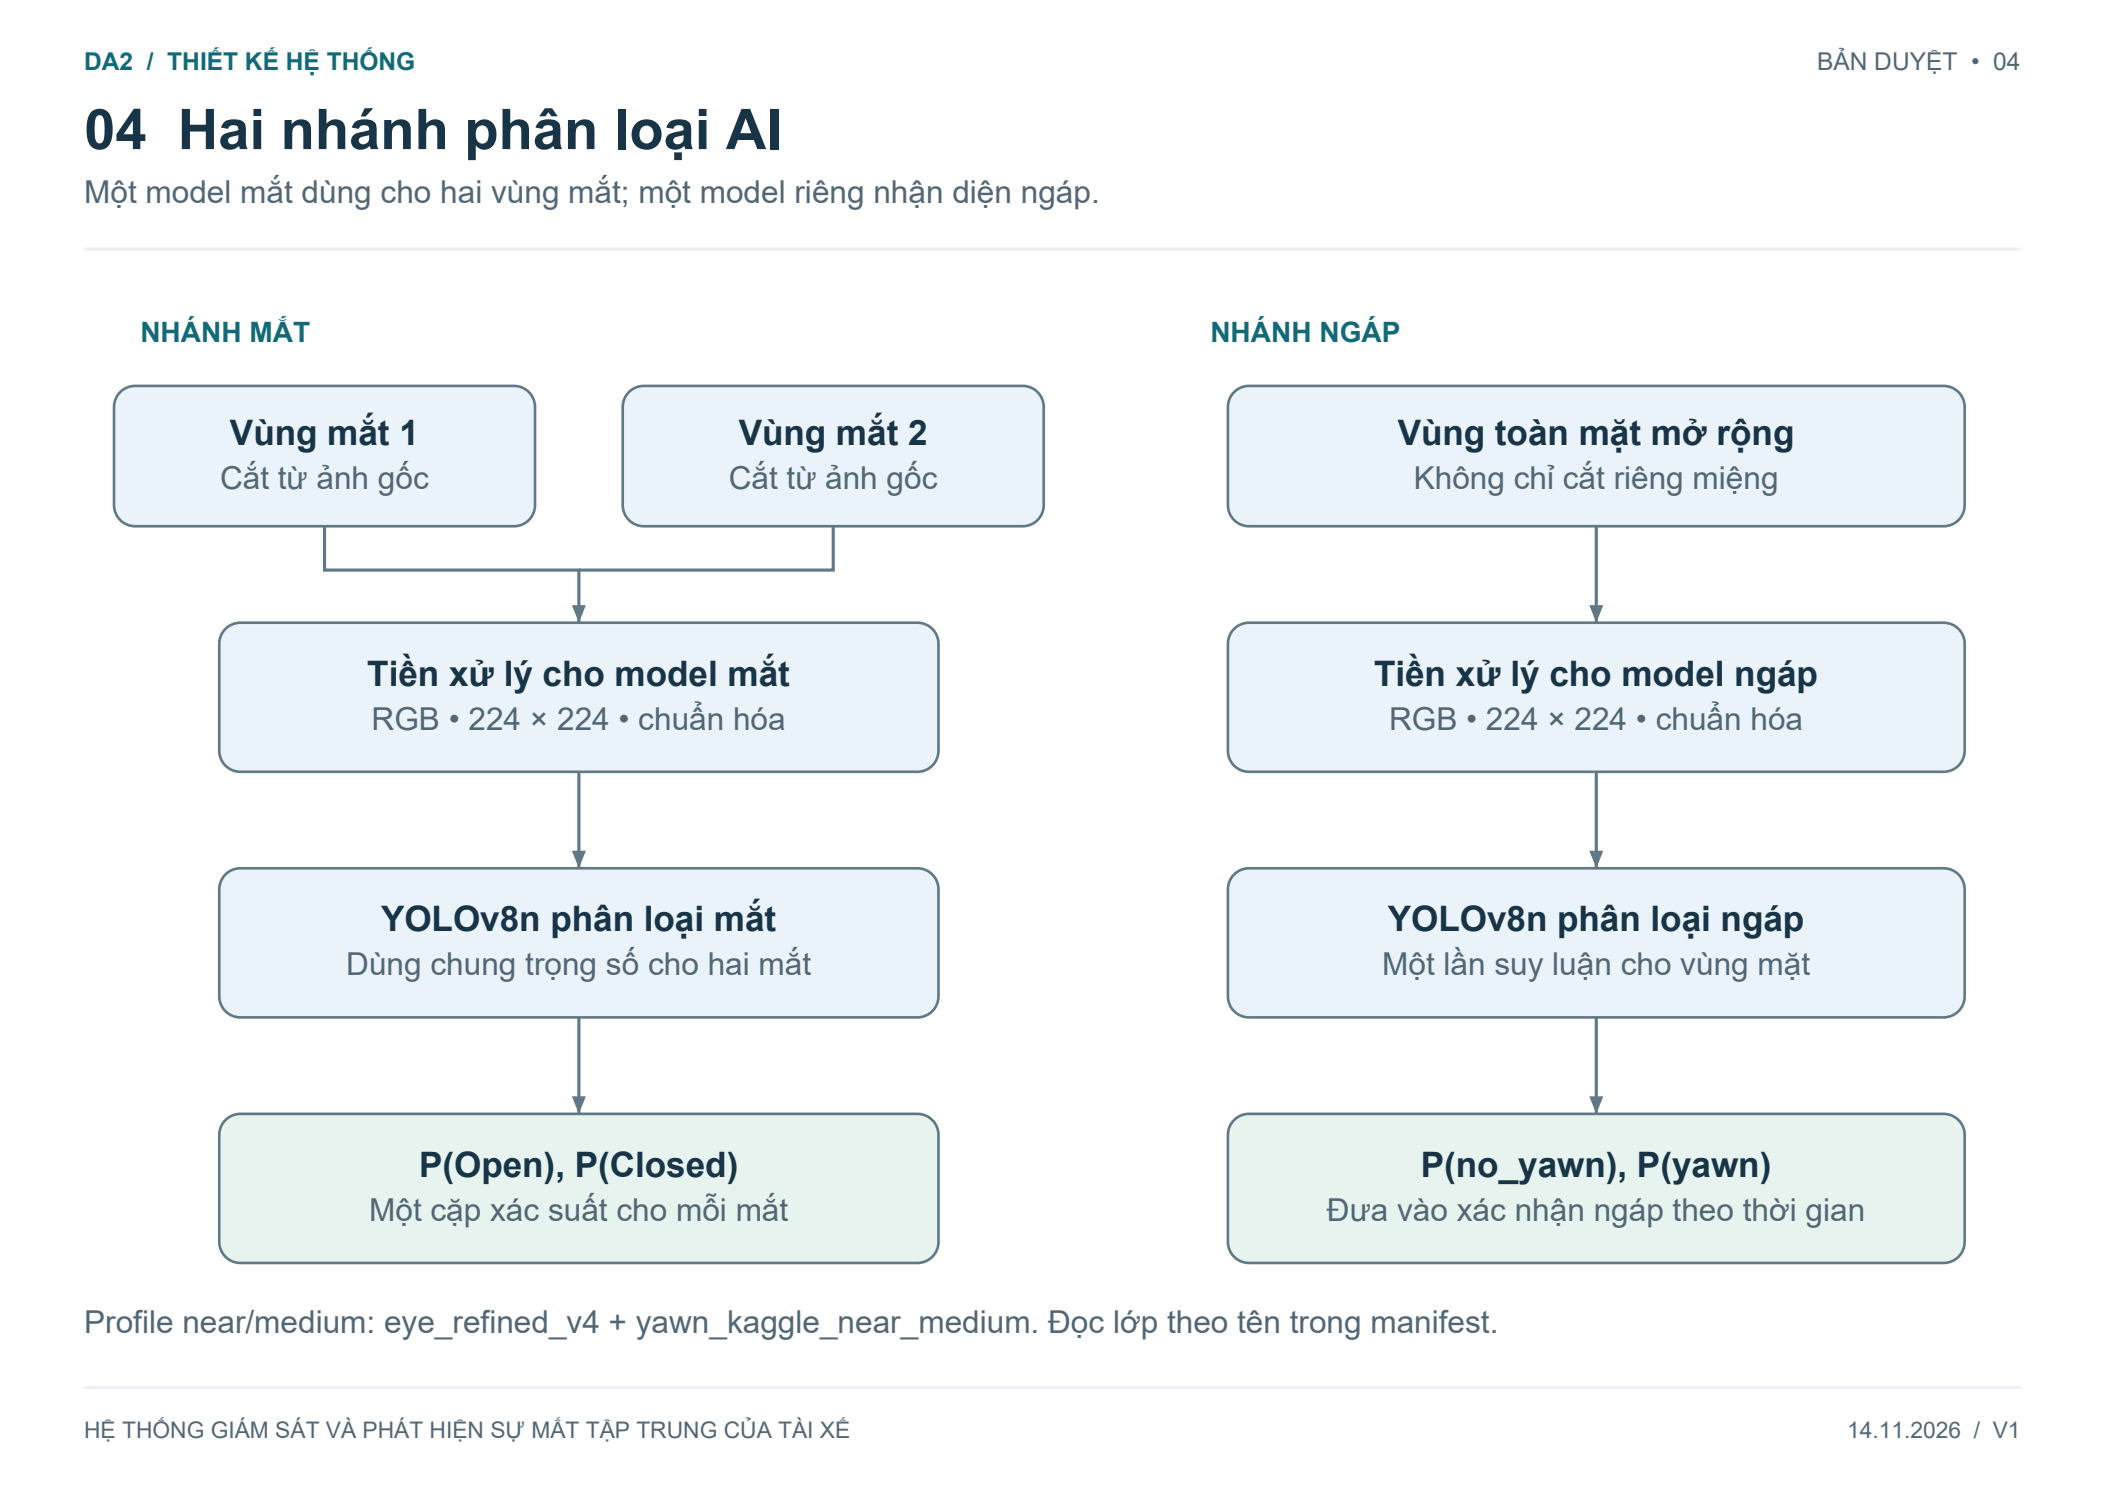 DA2 / THIẾT KẾ HỆ THỐNG
BẢN DUYỆT • 04
04 Hai nhánh phân loại AI
Một model mắt dùng cho hai vùng mắt; một model riêng nhận diện ngáp.
NHÁNH MẮT
Vùng mắt 1
Cắt từ ảnh gốc
Vùng mắt 2
Cắt từ ảnh gốc
Tiền xử lý cho model mắt
RGB • 224 × 224 • chuẩn hóa
YOLOv8n phân loại mắt
Dùng chung trọng số cho hai mắt
P(Open), P(Closed)
Một cặp xác suất cho mỗi mắt
NHÁNH NGÁP
Vùng toàn mặt mở rộng
Không chỉ cắt riêng miệng
Tiền xử lý cho model ngáp
RGB • 224 × 224 • chuẩn hóa
YOLOv8n phân loại ngáp
Một lần suy luận cho vùng mặt
P(no_yawn), P(yawn)
Đưa vào xác nhận ngáp theo thời gian
Profile near/medium: eye_refined_v4 + yawn_kaggle_near_medium. Đọc lớp theo tên trong manifest.
HỆ THỐNG GIÁM SÁT VÀ PHÁT HIỆN SỰ MẤT TẬP TRUNG CỦA TÀI XẾ
14.11.2026 / V1